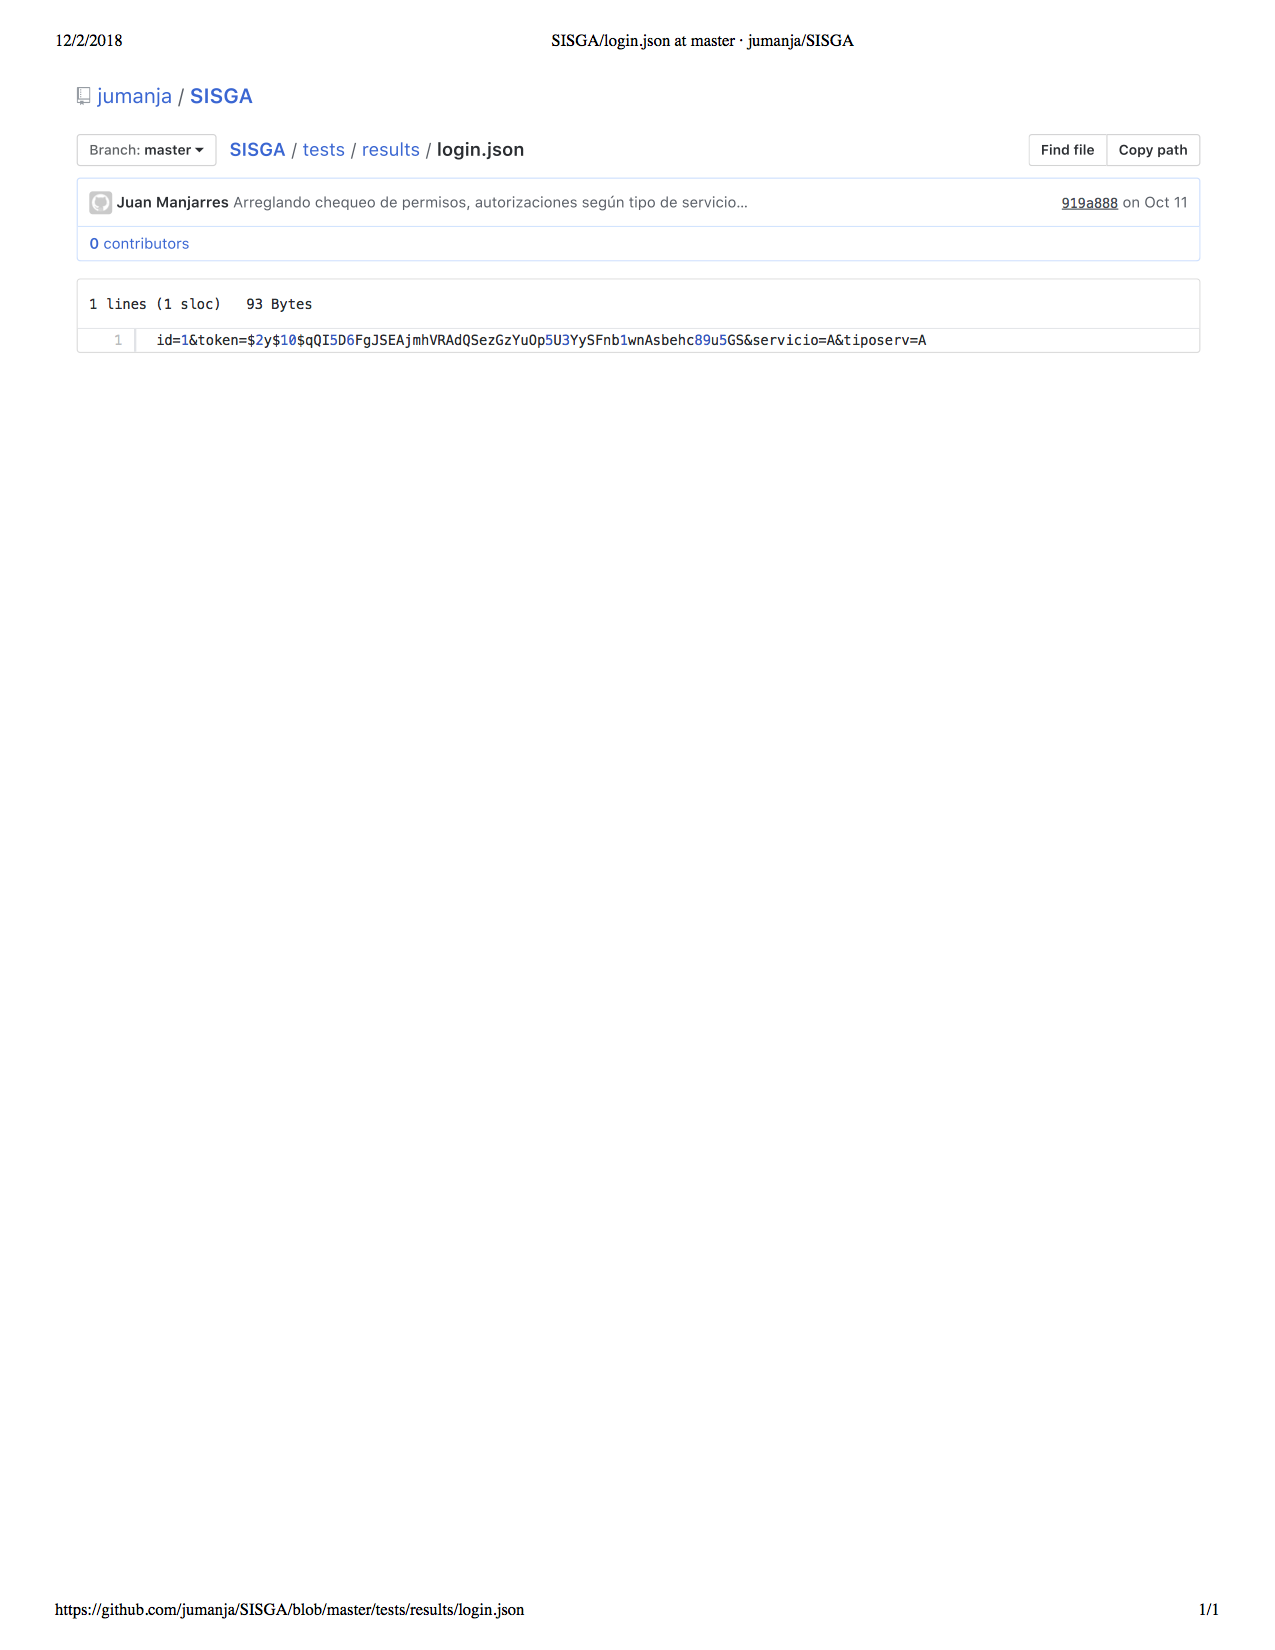 12/2/2018 SISGA/login.json at master · jumanja/SISGA
jumanja / SISGA
Branch: master SISGA / tests / results / login.json Find file Copy path
Juan Manjarres Arreglando chequeo de permisos, autorizaciones según tipo de servicio… 919a888 on Oct 11
0 contributors
1 lines (1 sloc) 93 Bytes
1 id=1&token=$2y$10$qQI5D6FgJSEAjmhVRAdQSezGzYuOp5U3YySFnb1wnAsbehc89u5GS&servicio=A&tiposerv=A
https://github.com/jumanja/SISGA/blob/master/tests/results/login.json 1/1